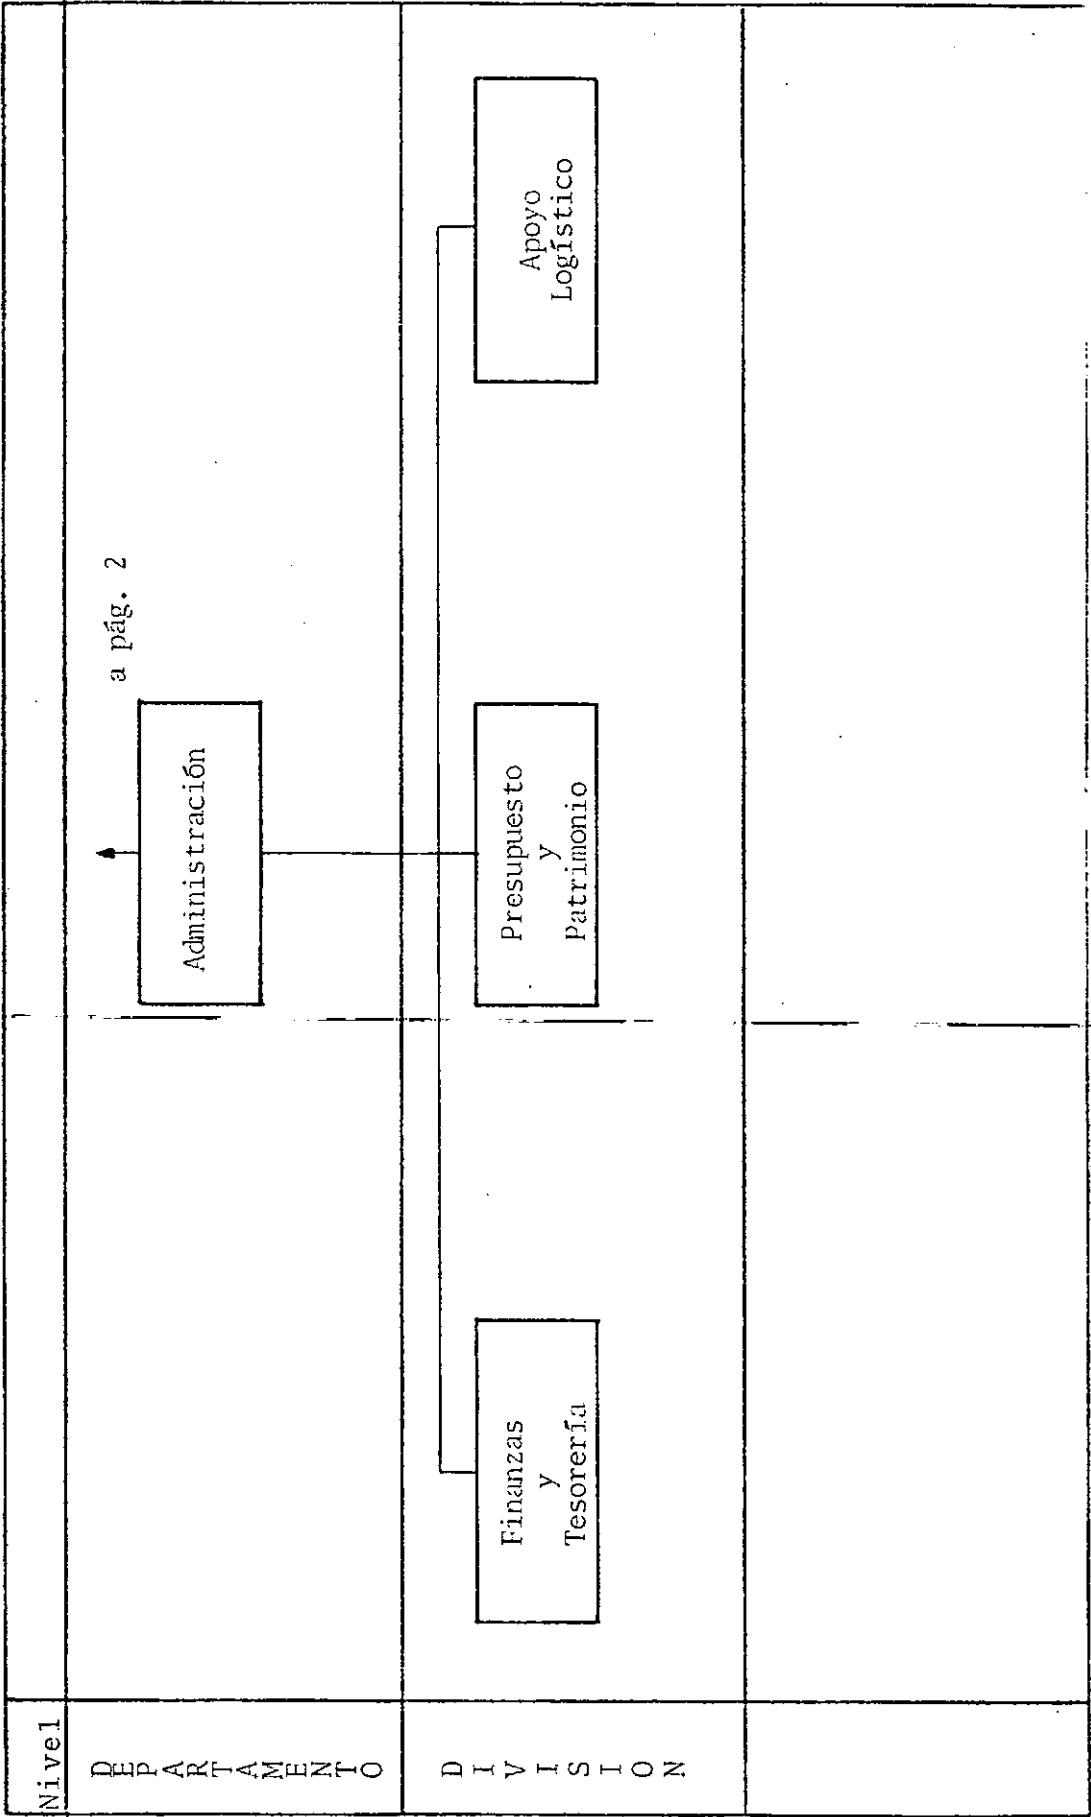 Nivel
DEPARTAMENTO
a pág. 2
Administración
DIVISION
Finanzas
y
Tesorería
Presupuesto
y
Patrimonio
Apoyo
Logístico